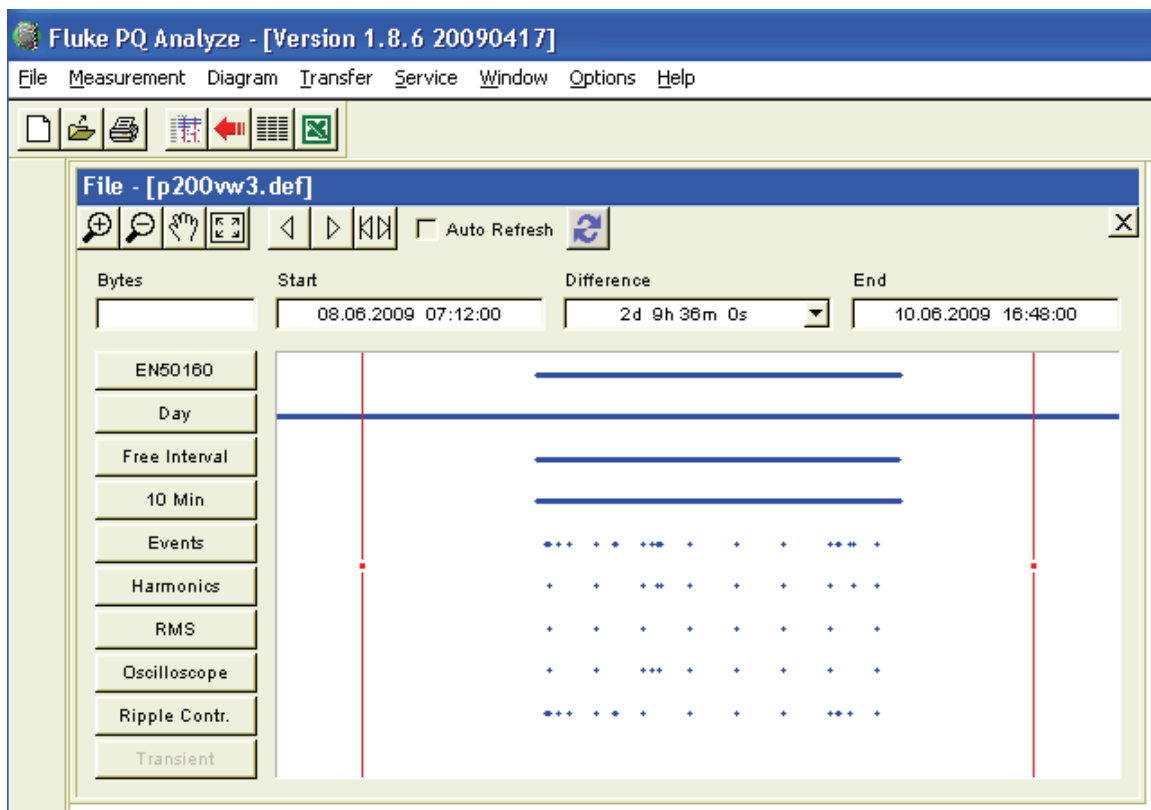 Fluke PQ Analyze - [Version 1.8.6 20090417]
File Measurement Diagram Transfer Service Window Options Help
File - [p200vw3.def]
Auto Refresh
Bytes Start Difference End
08.06.2009 07:12:00 2d 9h 36m 0s 10.06.2009 16:48:00
EN50160
Day
Free Interval
10 Min
Events
Harmonics
RMS
Oscilloscope
Ripple Contr.
Transient